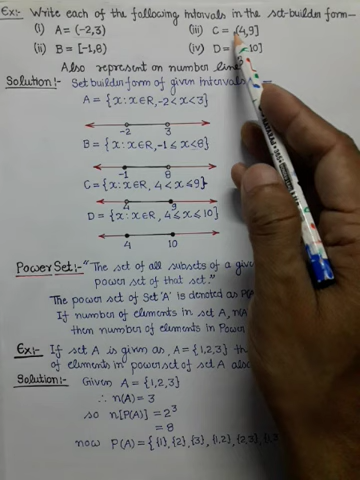 Ex:- Write each of the following intervals in the set-builder form—
(i) A = (-2,3) (iii) C = (4,9]
(ii) B = [-1,8) (iv) D = 10]
Also represent on number line?
Solution:- Set builder form of given Intervals
A = {x:x∈R,-2<x<3}
-2 3
B = {x:x∈R,-1≤x<8}
-1 8
C = {x:x∈R, 4<x≤9}
4 9
D = {x:x∈R, 4≤x≤10}
4 10
Power Set:- "The set of all subsets of a give
power set of that set."
The power set of Set 'A' is denoted as P(A
If number of elements in set A, n(A
then number of elements in Power
Ex:- If set A is given as, A={1,2,3} th
of elements in power set of set A also
Solution:- Given A = {1,2,3}
∴ n(A) = 3
so n[P(A)] = 2³
= 8
now P(A) = { {1}, {2}, {3}, {1,2}, {2,3}, {1,3